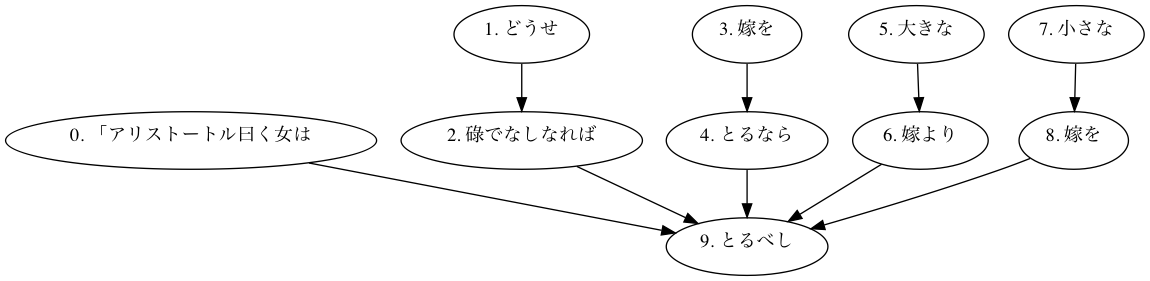 1. どうせ
3. 嫁を
5. 大きな
7. 小さな
0. 「アリストートル曰く女は
2. 碌でなしなれば
4. とるなら
6. 嫁より
8. 嫁を
9. とるべし